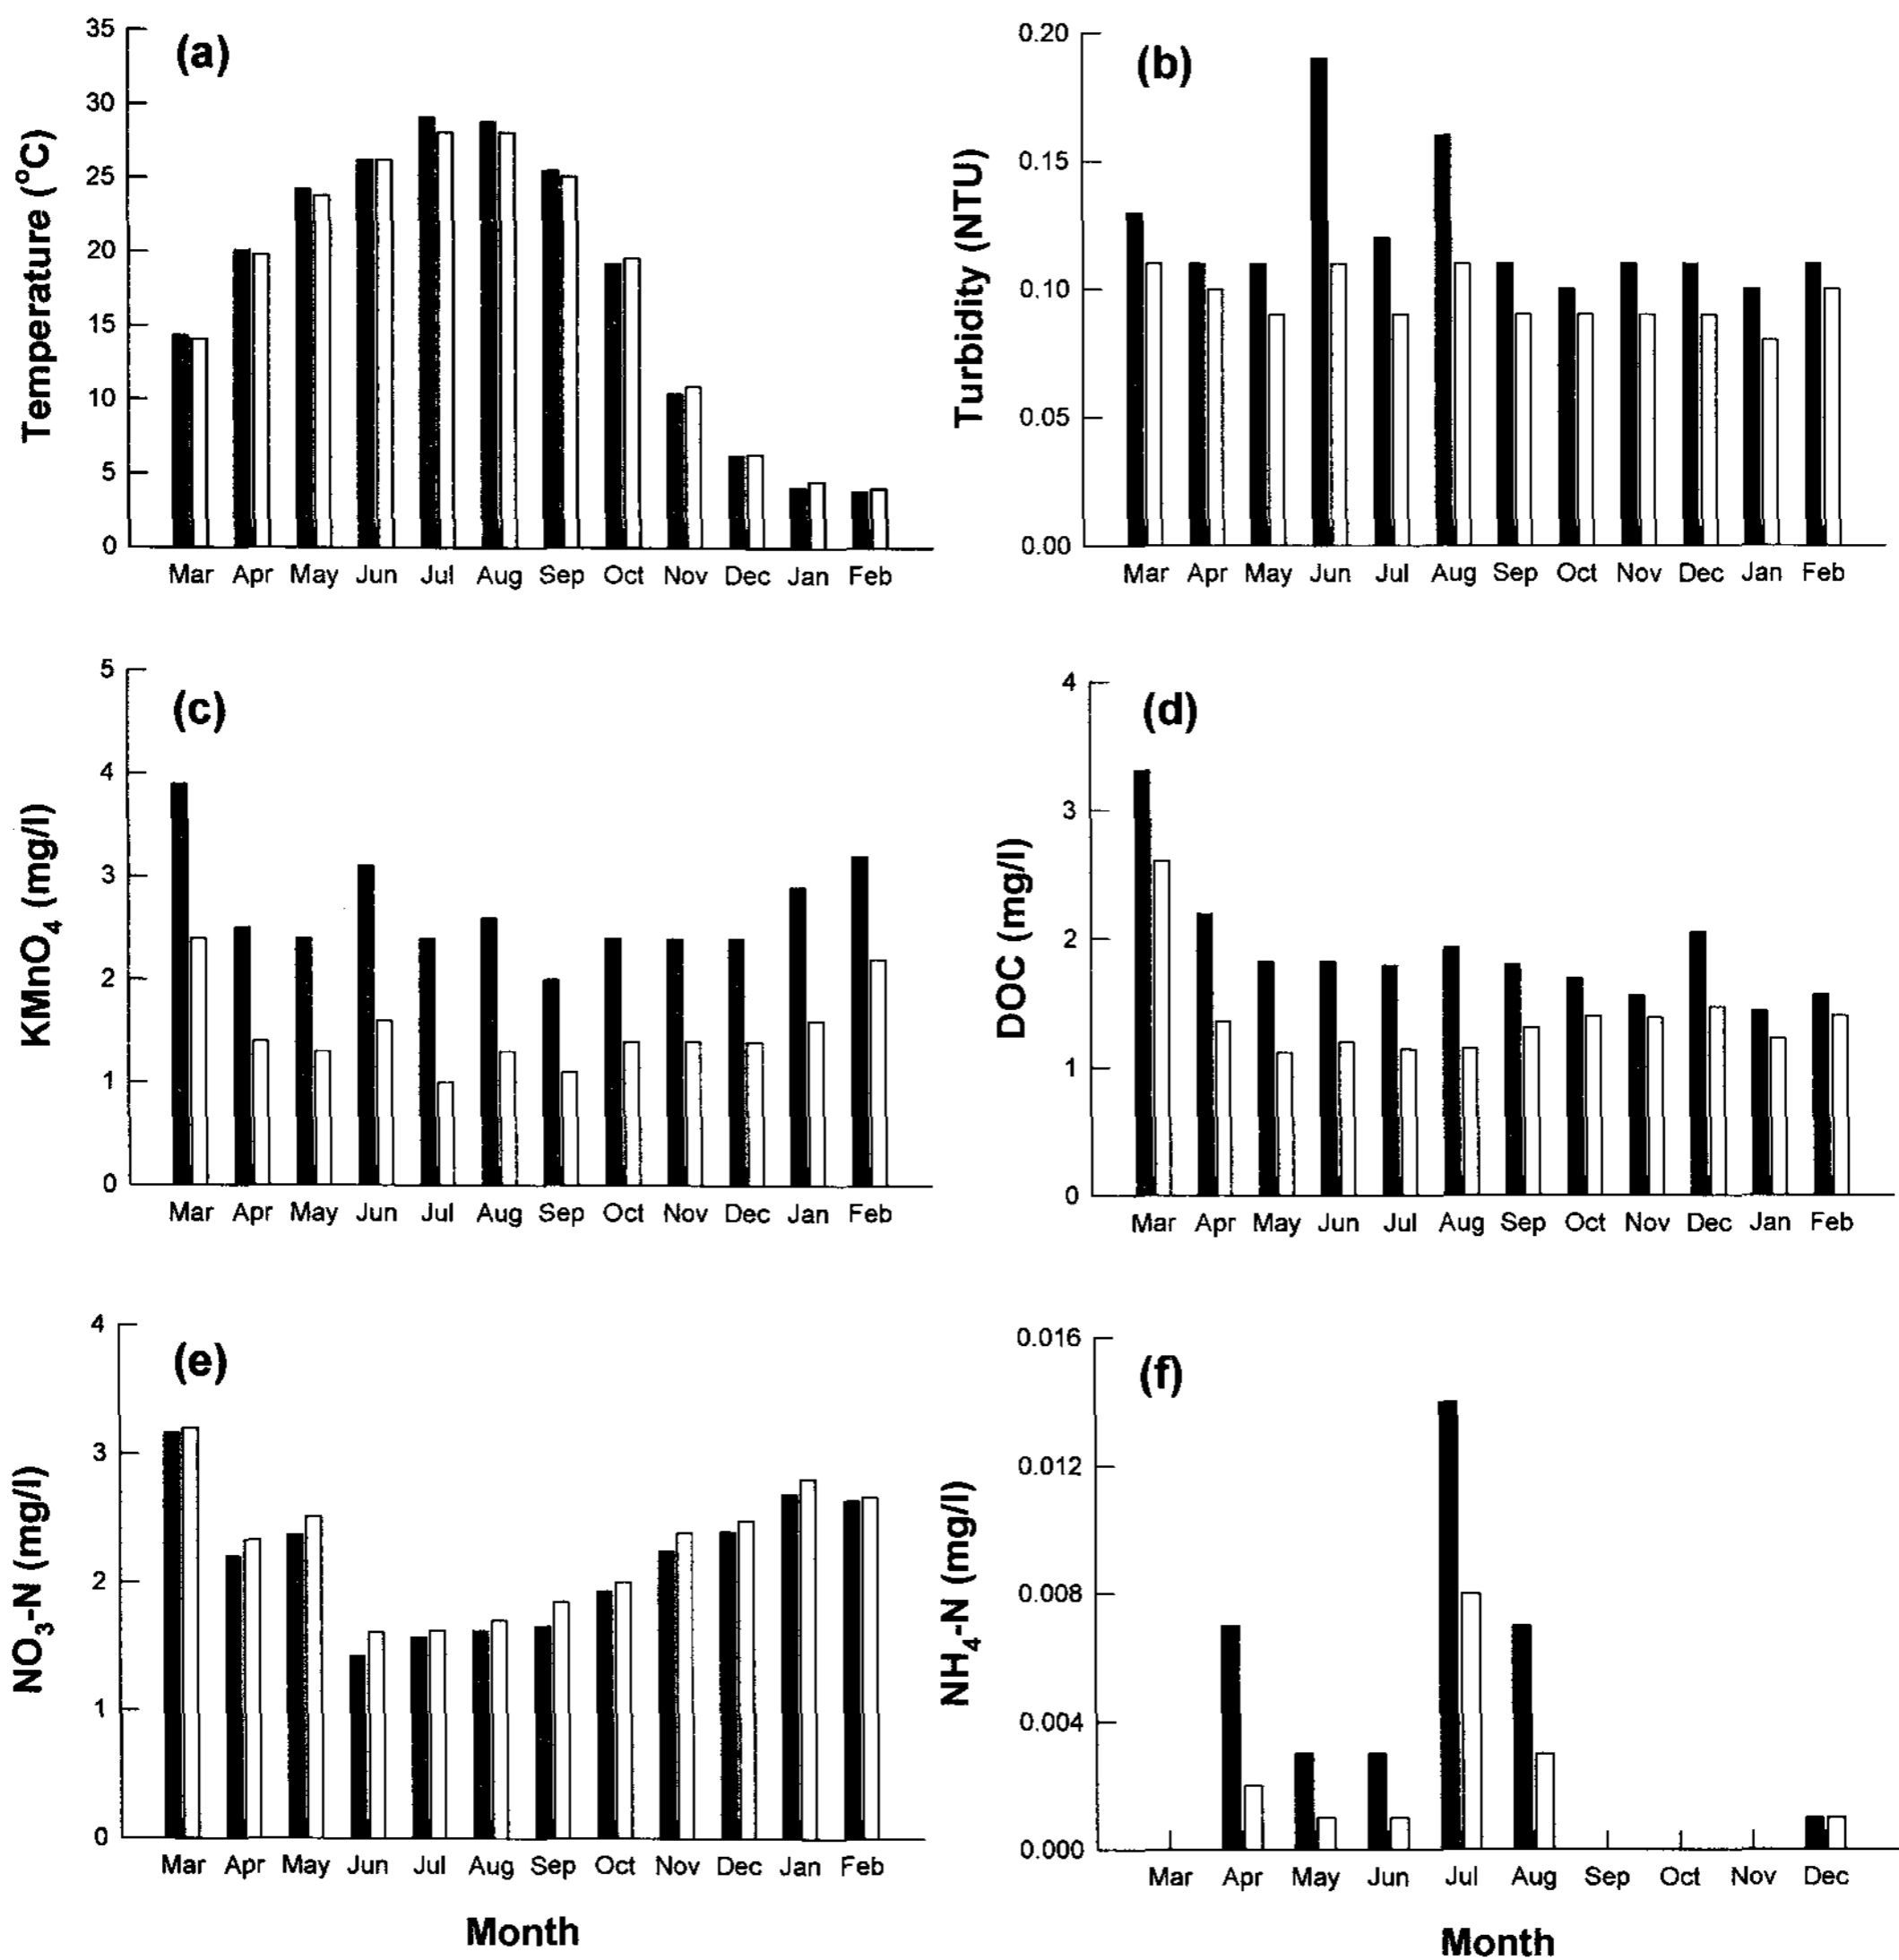 (a)
Temperature (°C)
35
30
25
20
15
10
5
0
Mar Apr May Jun Jul Aug Sep Oct Nov Dec Jan Feb
(b)
Turbidity (NTU)
0.20
0.15
0.10
0.05
0.00
Mar Apr May Jun Jul Aug Sep Oct Nov Dec Jan Feb
(c)
KMnO₄ (mg/l)
5
4
3
2
1
0
Mar Apr May Jun Jul Aug Sep Oct Nov Dec Jan Feb
(d)
DOC (mg/l)
4
3
2
1
0
Mar Apr May Jun Jul Aug Sep Oct Nov Dec Jan Feb
(e)
NO₃-N (mg/l)
4
3
2
1
0
Mar Apr May Jun Jul Aug Sep Oct Nov Dec Jan Feb
Month
(f)
NH₄-N (mg/l)
0.016
0.012
0.008
0.004
0.000
Mar Apr May Jun Jul Aug Sep Oct Nov Dec
Month